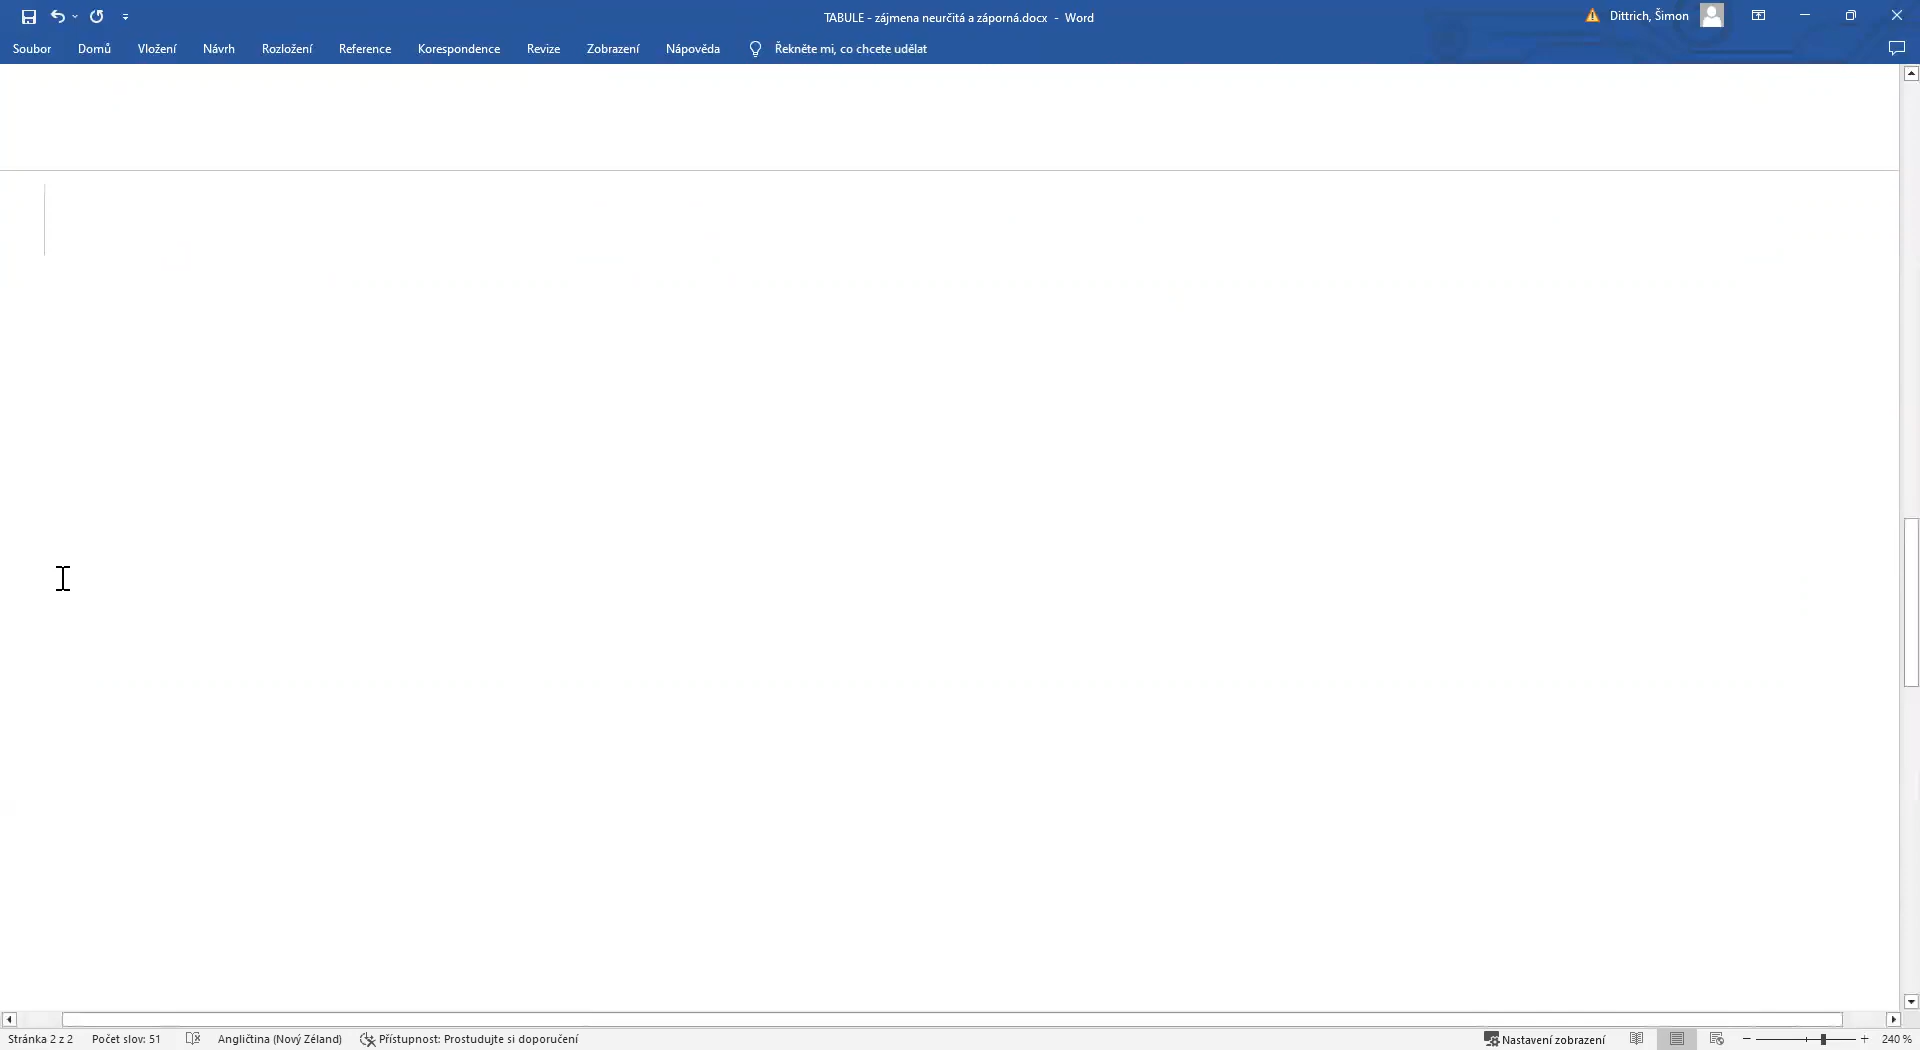 TABULE - zájmena neurčitá a záporná.docx - Word
Dittrich, Šimon
Soubor Domů Vložení Návrh Rozložení Reference Korespondence Revize Zobrazení Nápověda Řekněte mi, co chcete udělat
Stránka 2 z 2 Počet slov: 51 Angličtina (Nový Zéland) Přístupnost: Prostudujte si doporučení Nastavení zobrazení 240 %